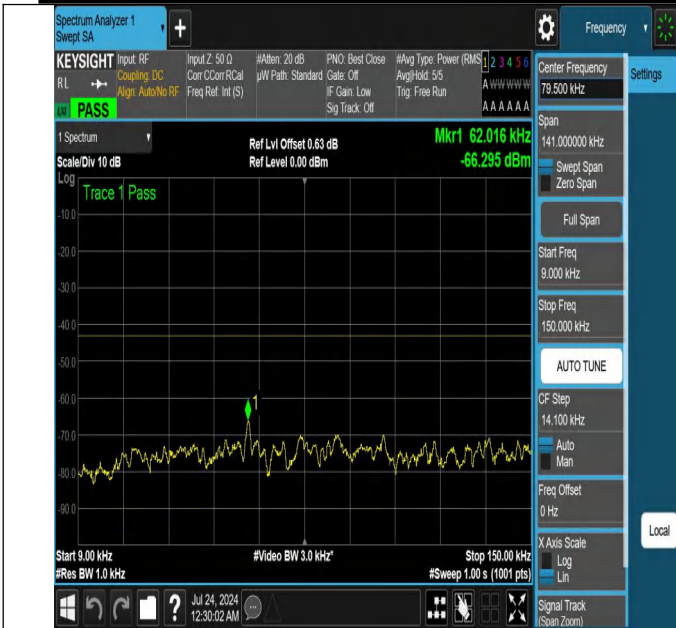 Spectrum Analyzer 1
Swept SA
+
Frequency
KEYSIGHT
RL
PASS
Input: RF
Coupling: DC
Align: Auto/No RF
Input Z: 50 Ω
Corr CCorr RCal
Freq Ref: Int (S)
#Atten: 20 dB
µW Path: Standard
PNO: Best Close
Gate: Off
IF Gain: Low
Sig Track: Off
#Avg Type: Power (RMS
Avg|Hold: 5/5
Trig: Free Run
1 2 3 4 5 6
A W W W W W
A A A A A A
1 Spectrum
Scale/Div 10 dB
Ref Lvl Offset 0.63 dB
Ref Level 0.00 dBm
Mkr1 62.016 kHz
-66.295 dBm
Log
Trace 1 Pass
-10.0
-20.0
-30.0
-40.0
-50.0
-60.0
-70.0
-80.0
-90.0
1
Start 9.00 kHz
#Res BW 1.0 kHz
#Video BW 3.0 kHz*
Stop 150.00 kHz
#Sweep 1.00 s (1001 pts)
?
Jul 24, 2024
12:30:02 AM
Center Frequency
79.500 kHz
Settings
Span
141.000000 kHz
Swept Span
Zero Span
Full Span
Start Freq
9.000 kHz
Stop Freq
150.000 kHz
AUTO TUNE
CF Step
14.100 kHz
Auto
Man
Freq Offset
0 Hz
X Axis Scale
Log
Lin
Local
Signal Track
(Span Zoom)